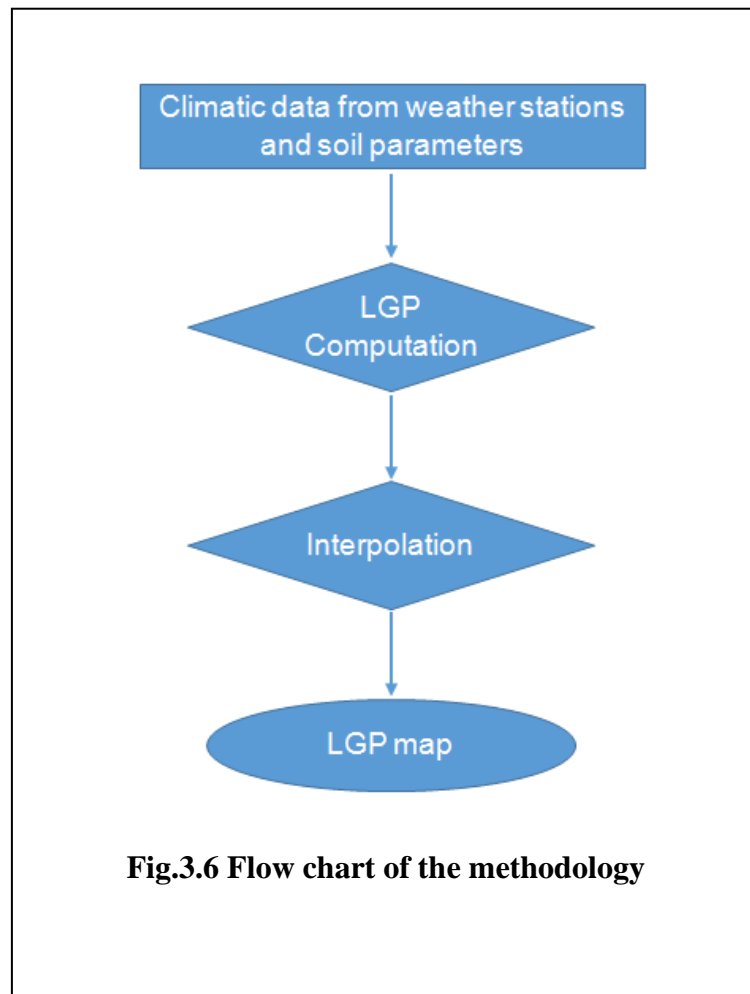 Climatic data from weather stations
and soil parameters
LGP
Computation
Interpolation
LGP map
Fig.3.6 Flow chart of the methodology